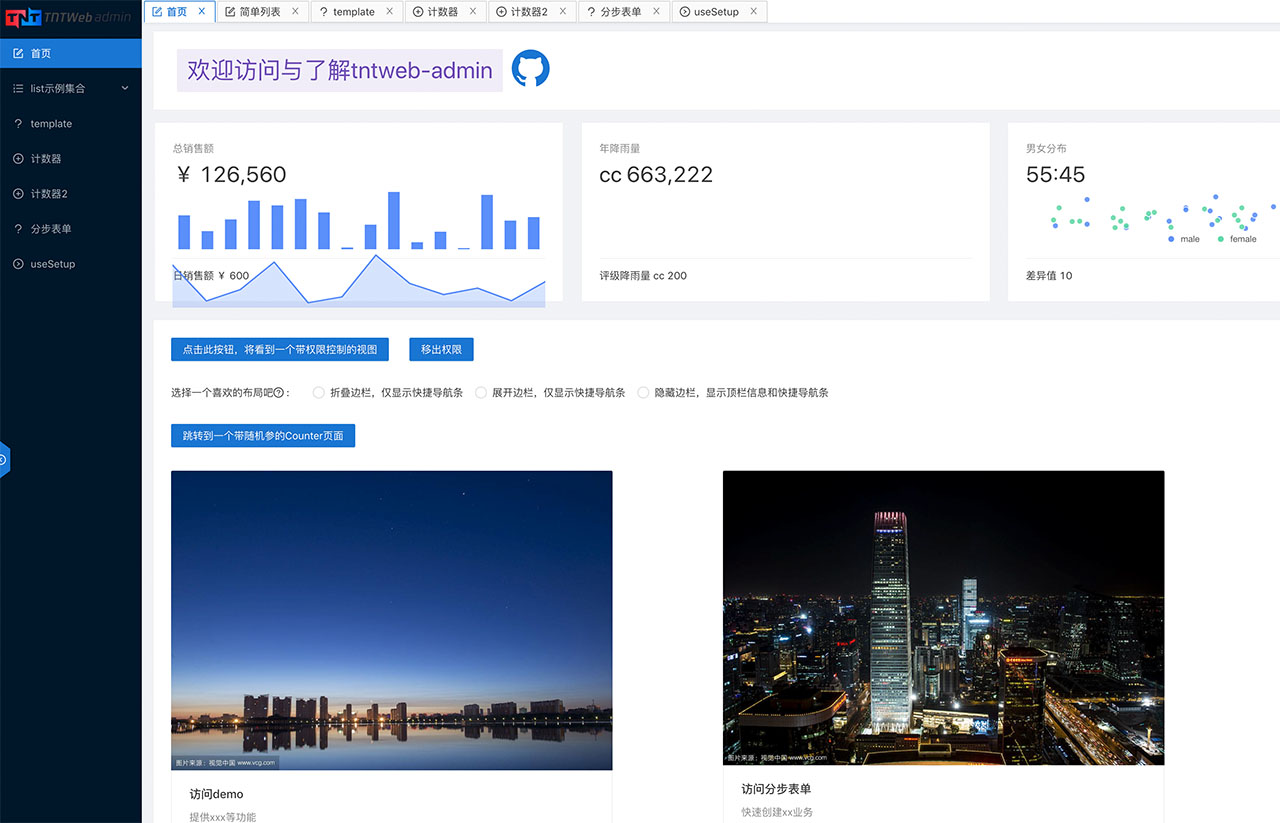 TNT TNTWeb admin
首页
list示例集合
template
计数器
计数器2
分步表单
useSetup
首页 简单列表 template 计数器 计数器2 分步表单 useSetup
欢迎访问与了解tntweb-admin
总销售额
¥ 126,560
日销售额 ¥ 600
年降雨量
cc 663,222
评级降雨量 cc 200
男女分布
55:45
male female
差异值 10
点击此按钮，将看到一个带权限控制的视图 移出权限
选择一个喜欢的布局吧?： 折叠边栏，仅显示快捷导航条 展开边栏，仅显示快捷导航条 隐藏边栏，显示顶栏信息和快捷导航条
跳转到一个带随机参的Counter页面
图片来源：视觉中国 www.vcg.com
访问demo
提供xxx等功能
图片来源：视觉中国 www.vcg.com
访问分步表单
快速创建xx业务